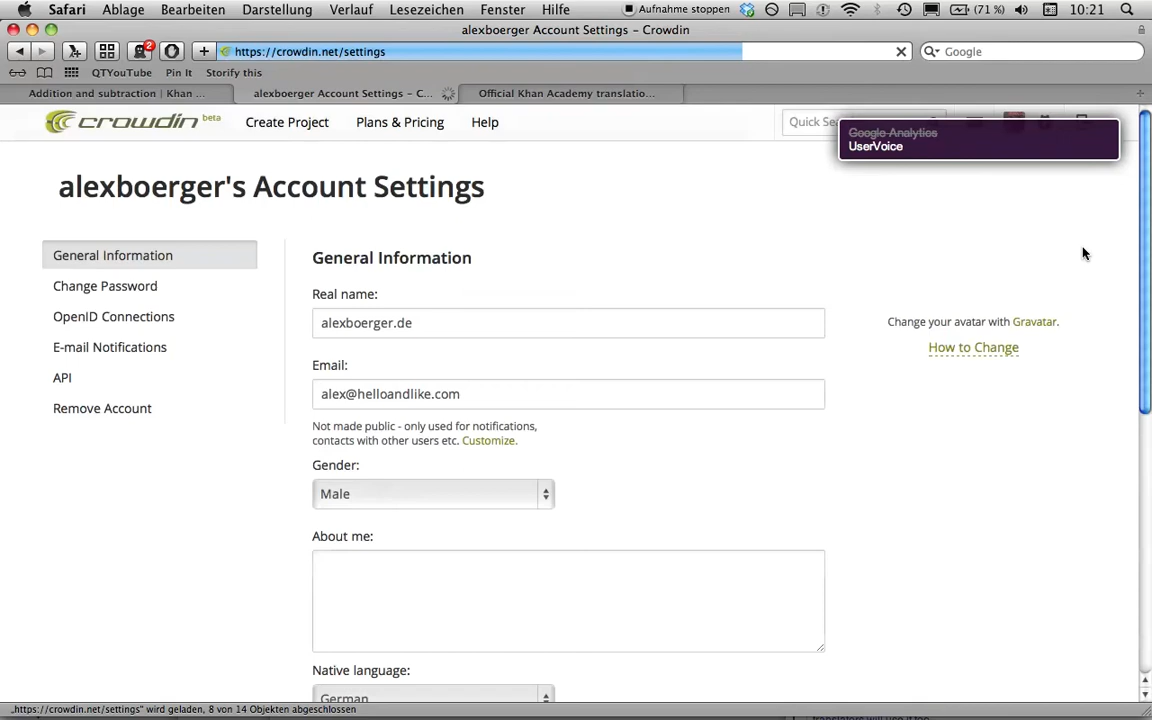 Safari Ablage Bearbeiten Darstellung Verlauf Lesezeichen Fenster Hilfe Aufnahme stoppen (71 %) 10:21
alexboerger Account Settings – Crowdin
2 https://crowdin.net/settings Google
QTYouTube Pin It Storify this
Addition and subtraction | Khan ... alexboerger Account Settings – C... Official Khan Academy translatio...
crowdin beta Create Project Plans & Pricing Help Quick Sea
Google Analytics
UserVoice
alexboerger's Account Settings
General Information
Change Password
OpenID Connections
E-mail Notifications
API
Remove Account
General Information
Real name:
alexboerger.de
Email:
alex@helloandlike.com
Not made public - only used for notifications,
contacts with other users etc. Customize.
Gender:
Male
About me:
Native language:
German
Change your avatar with Gravatar.
How to Change
„https://crowdin.net/settings" wird geladen, 8 von 14 Objekten abgeschlossen